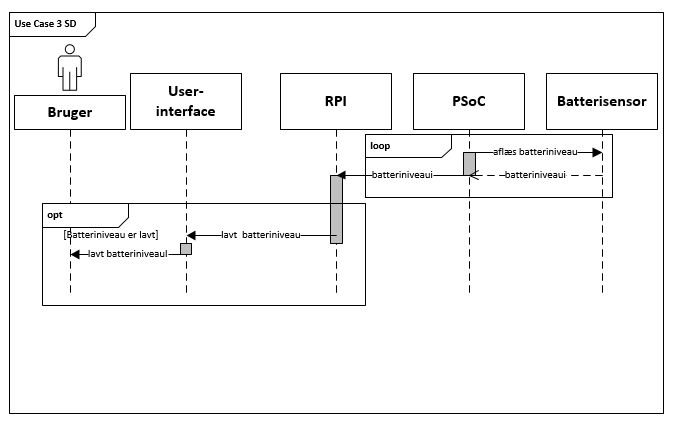 Use Case 3 SD
Bruger
User-
interface
RPI
PSoC
Batterisensor
loop
aflæs batteriniveau
batteriniveaui
batteriniveaui
opt
[Batteriniveau er lavt]
lavt batteriniveau
lavt batteriniveaul